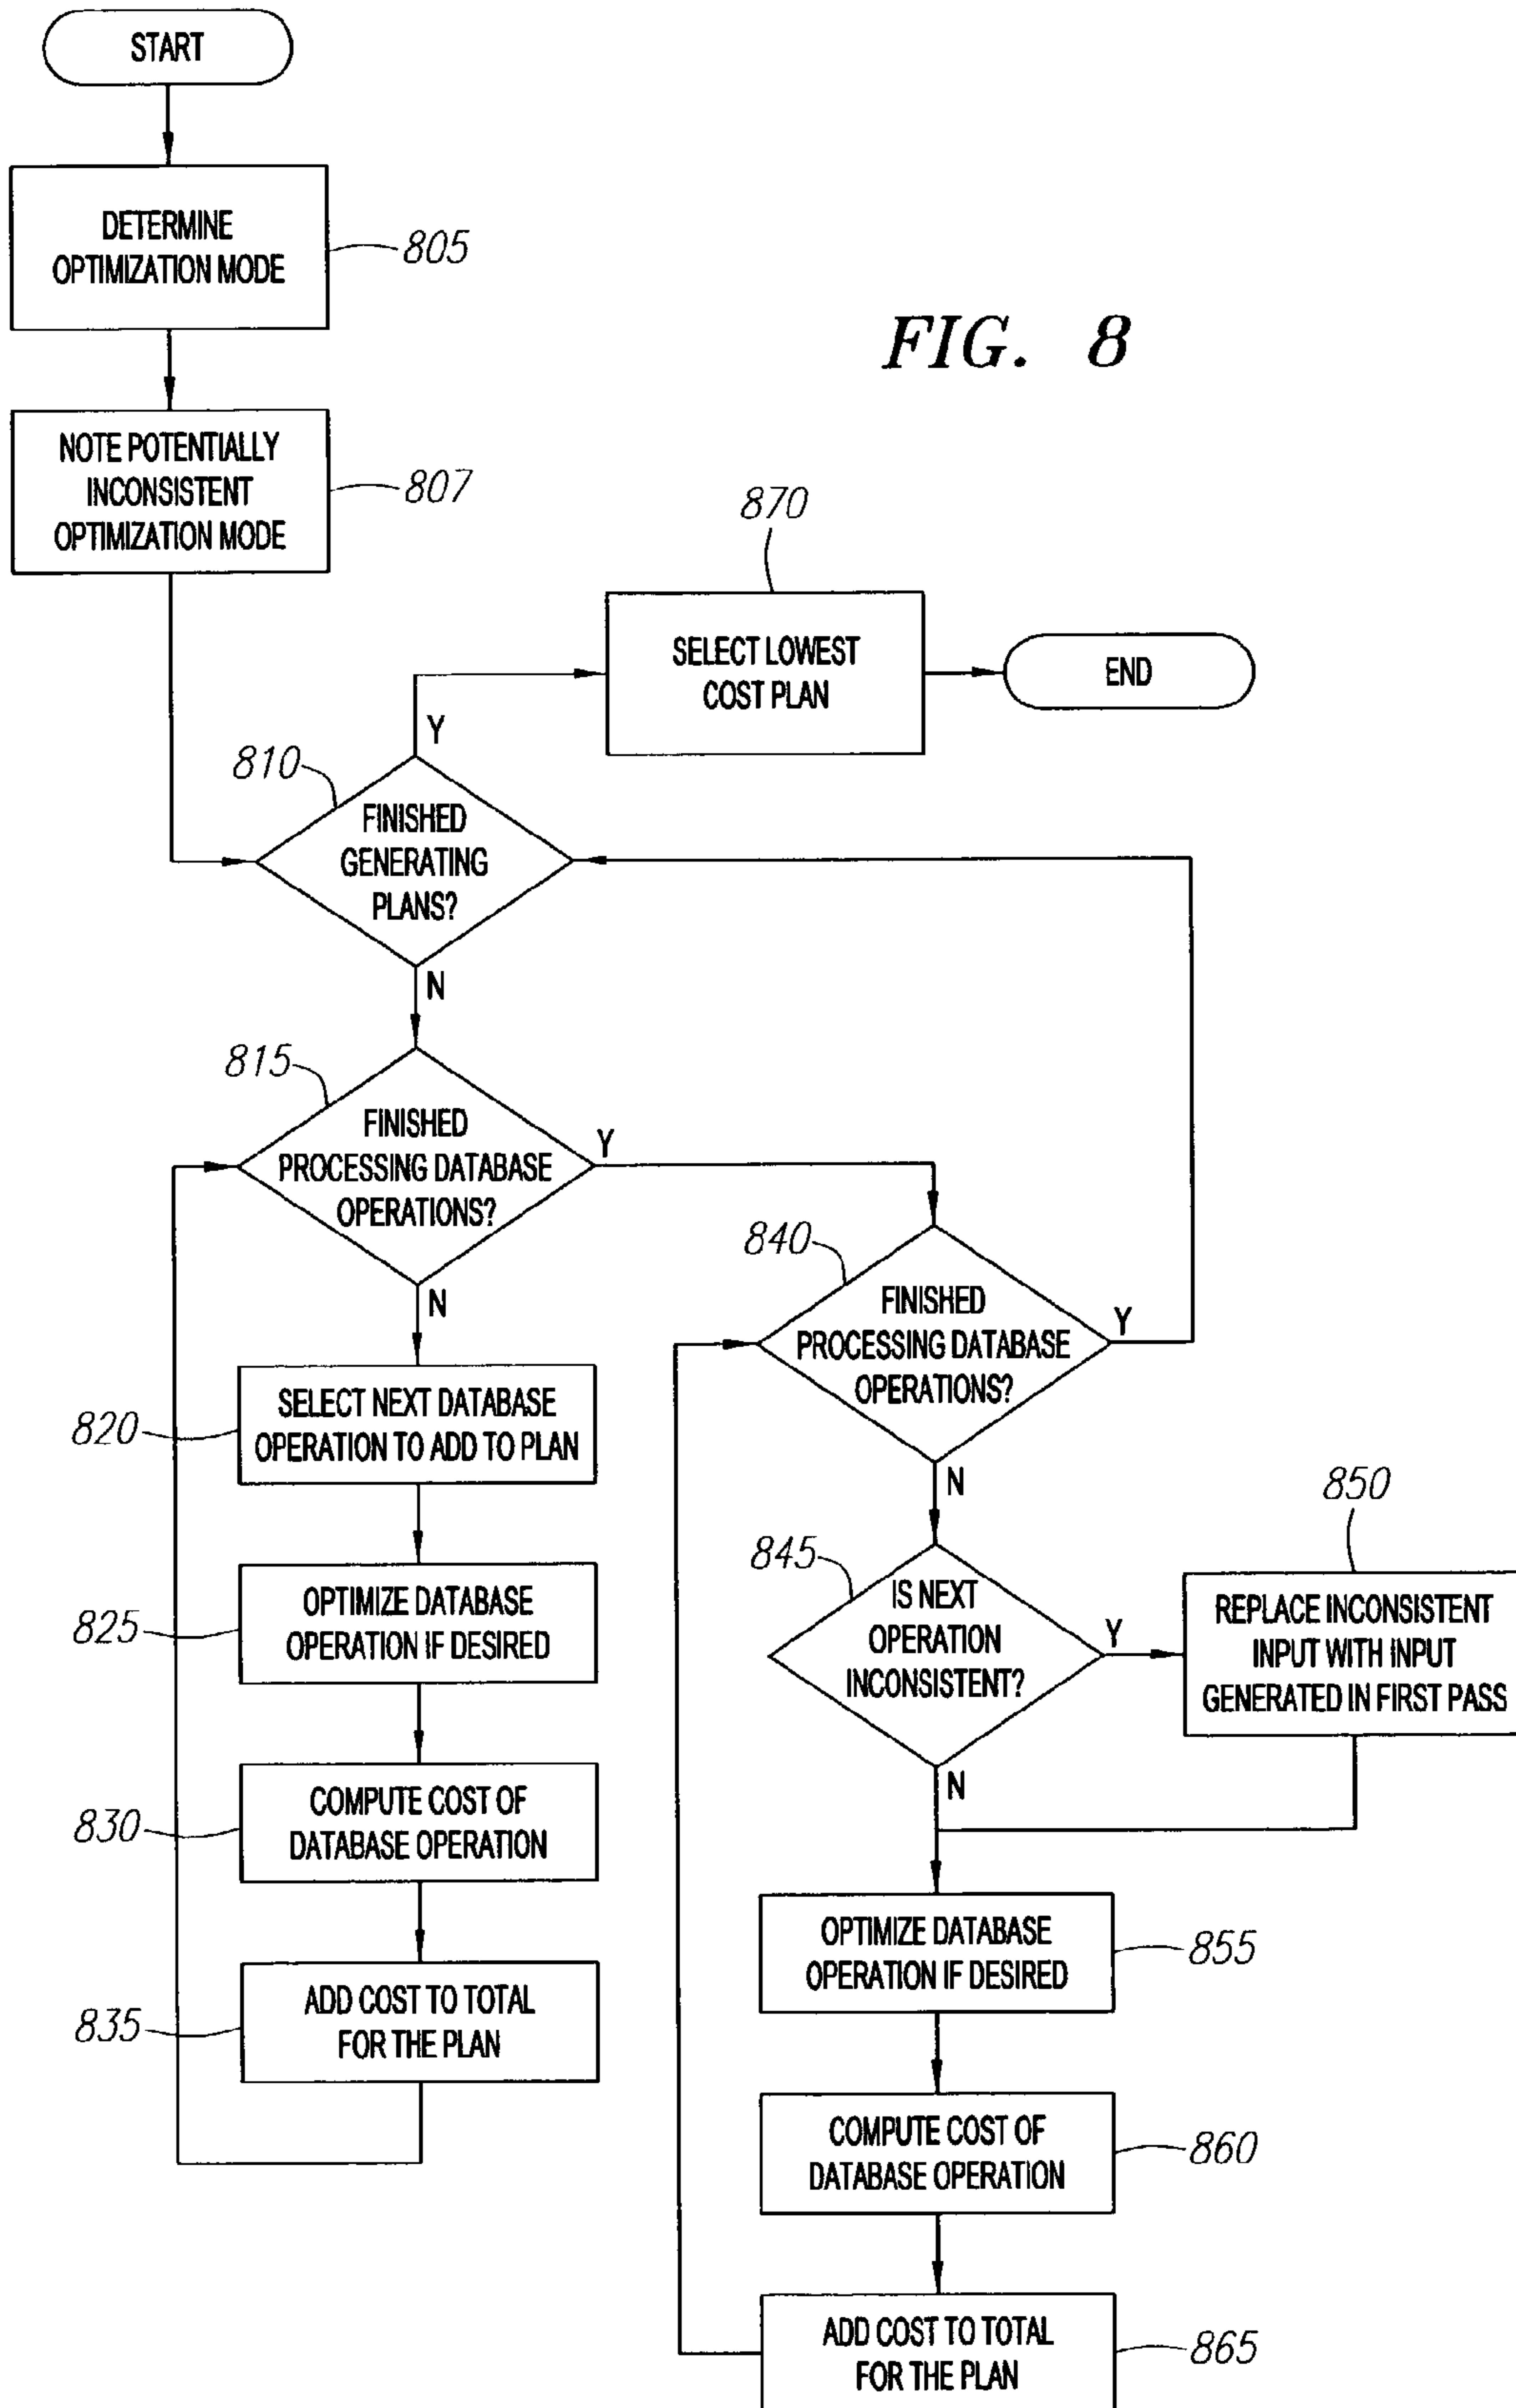 START
DETERMINE
OPTIMIZATION MODE
805
FIG. 8
NOTE POTENTIALLY
INCONSISTENT
OPTIMIZATION MODE
807
870
SELECT LOWEST
COST PLAN
END
Y
810
FINISHED
GENERATING
PLANS?
N
815
FINISHED
PROCESSING DATABASE
OPERATIONS?
Y
N
820
SELECT NEXT DATABASE
OPERATION TO ADD TO PLAN
825
OPTIMIZE DATABASE
OPERATION IF DESIRED
830
COMPUTE COST OF
DATABASE OPERATION
835
ADD COST TO TOTAL
FOR THE PLAN
840
FINISHED
PROCESSING DATABASE
OPERATIONS?
Y
N
845
IS NEXT
OPERATION
INCONSISTENT?
Y
850
REPLACE INCONSISTENT
INPUT WITH INPUT
GENERATED IN FIRST PASS
N
OPTIMIZE DATABASE
OPERATION IF DESIRED
855
COMPUTE COST OF
DATABASE OPERATION
860
ADD COST TO TOTAL
FOR THE PLAN
865